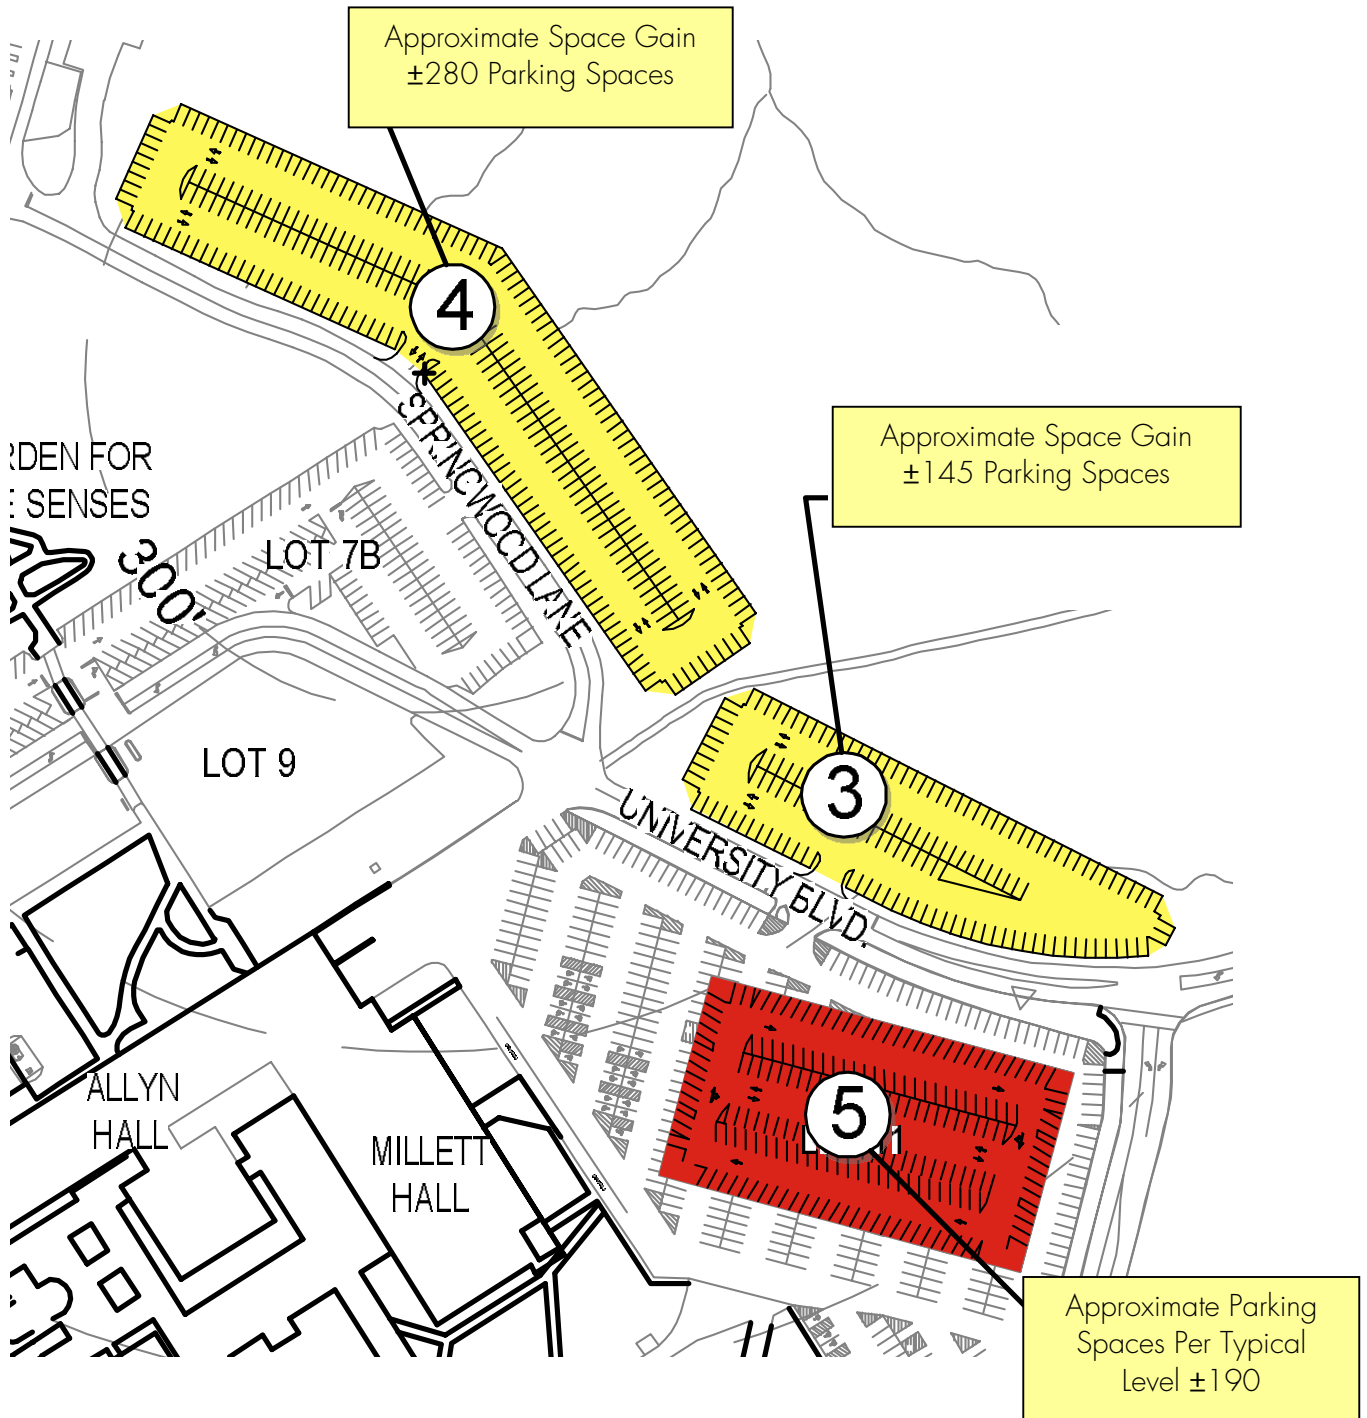 Approximate Space Gain
±280 Parking Spaces
4
SPRINGWOOD LANE
Approximate Space Gain
±145 Parking Spaces
RDEN FOR
E SENSES
300'
LOT 7B
LOT 9
3
UNIVERSITY BLVD.
5
ALLYN
HALL
MILLETT
HALL
Approximate Parking
Spaces Per Typical
Level ±190